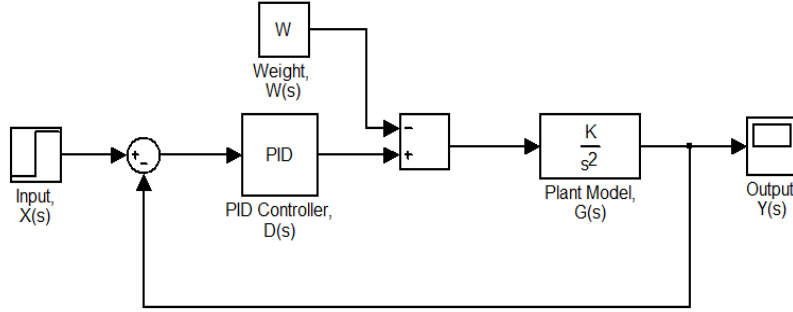 W
Weight,
W(s)
Input,
X(s)
+
-
PID
PID Controller,
D(s)
-
+
K
s2
Plant Model,
G(s)
Output,
Y(s)